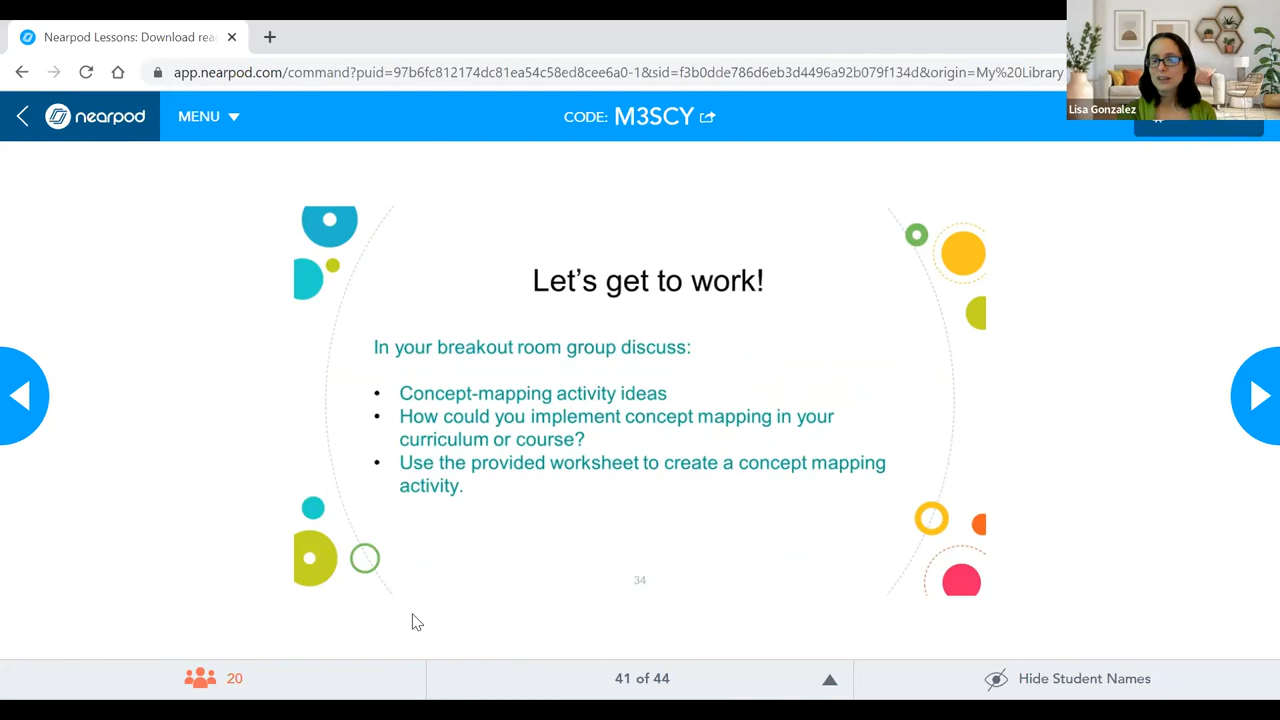 Nearpod Lessons: Download rea
app.nearpod.com/command?puid=97b6fc812174dc81ea54c58ed8cee6a0-1&sid=f3b0dde786d6eb3d4496a92b079f134d&origin=My%20Library
Lisa Gonzalez
nearpod
MENU
CODE: M3SCY
Let's get to work!
In your breakout room group discuss:
• Concept-mapping activity ideas
• How could you implement concept mapping in your
curriculum or course?
• Use the provided worksheet to create a concept mapping
activity.
34
20
41 of 44
Hide Student Names